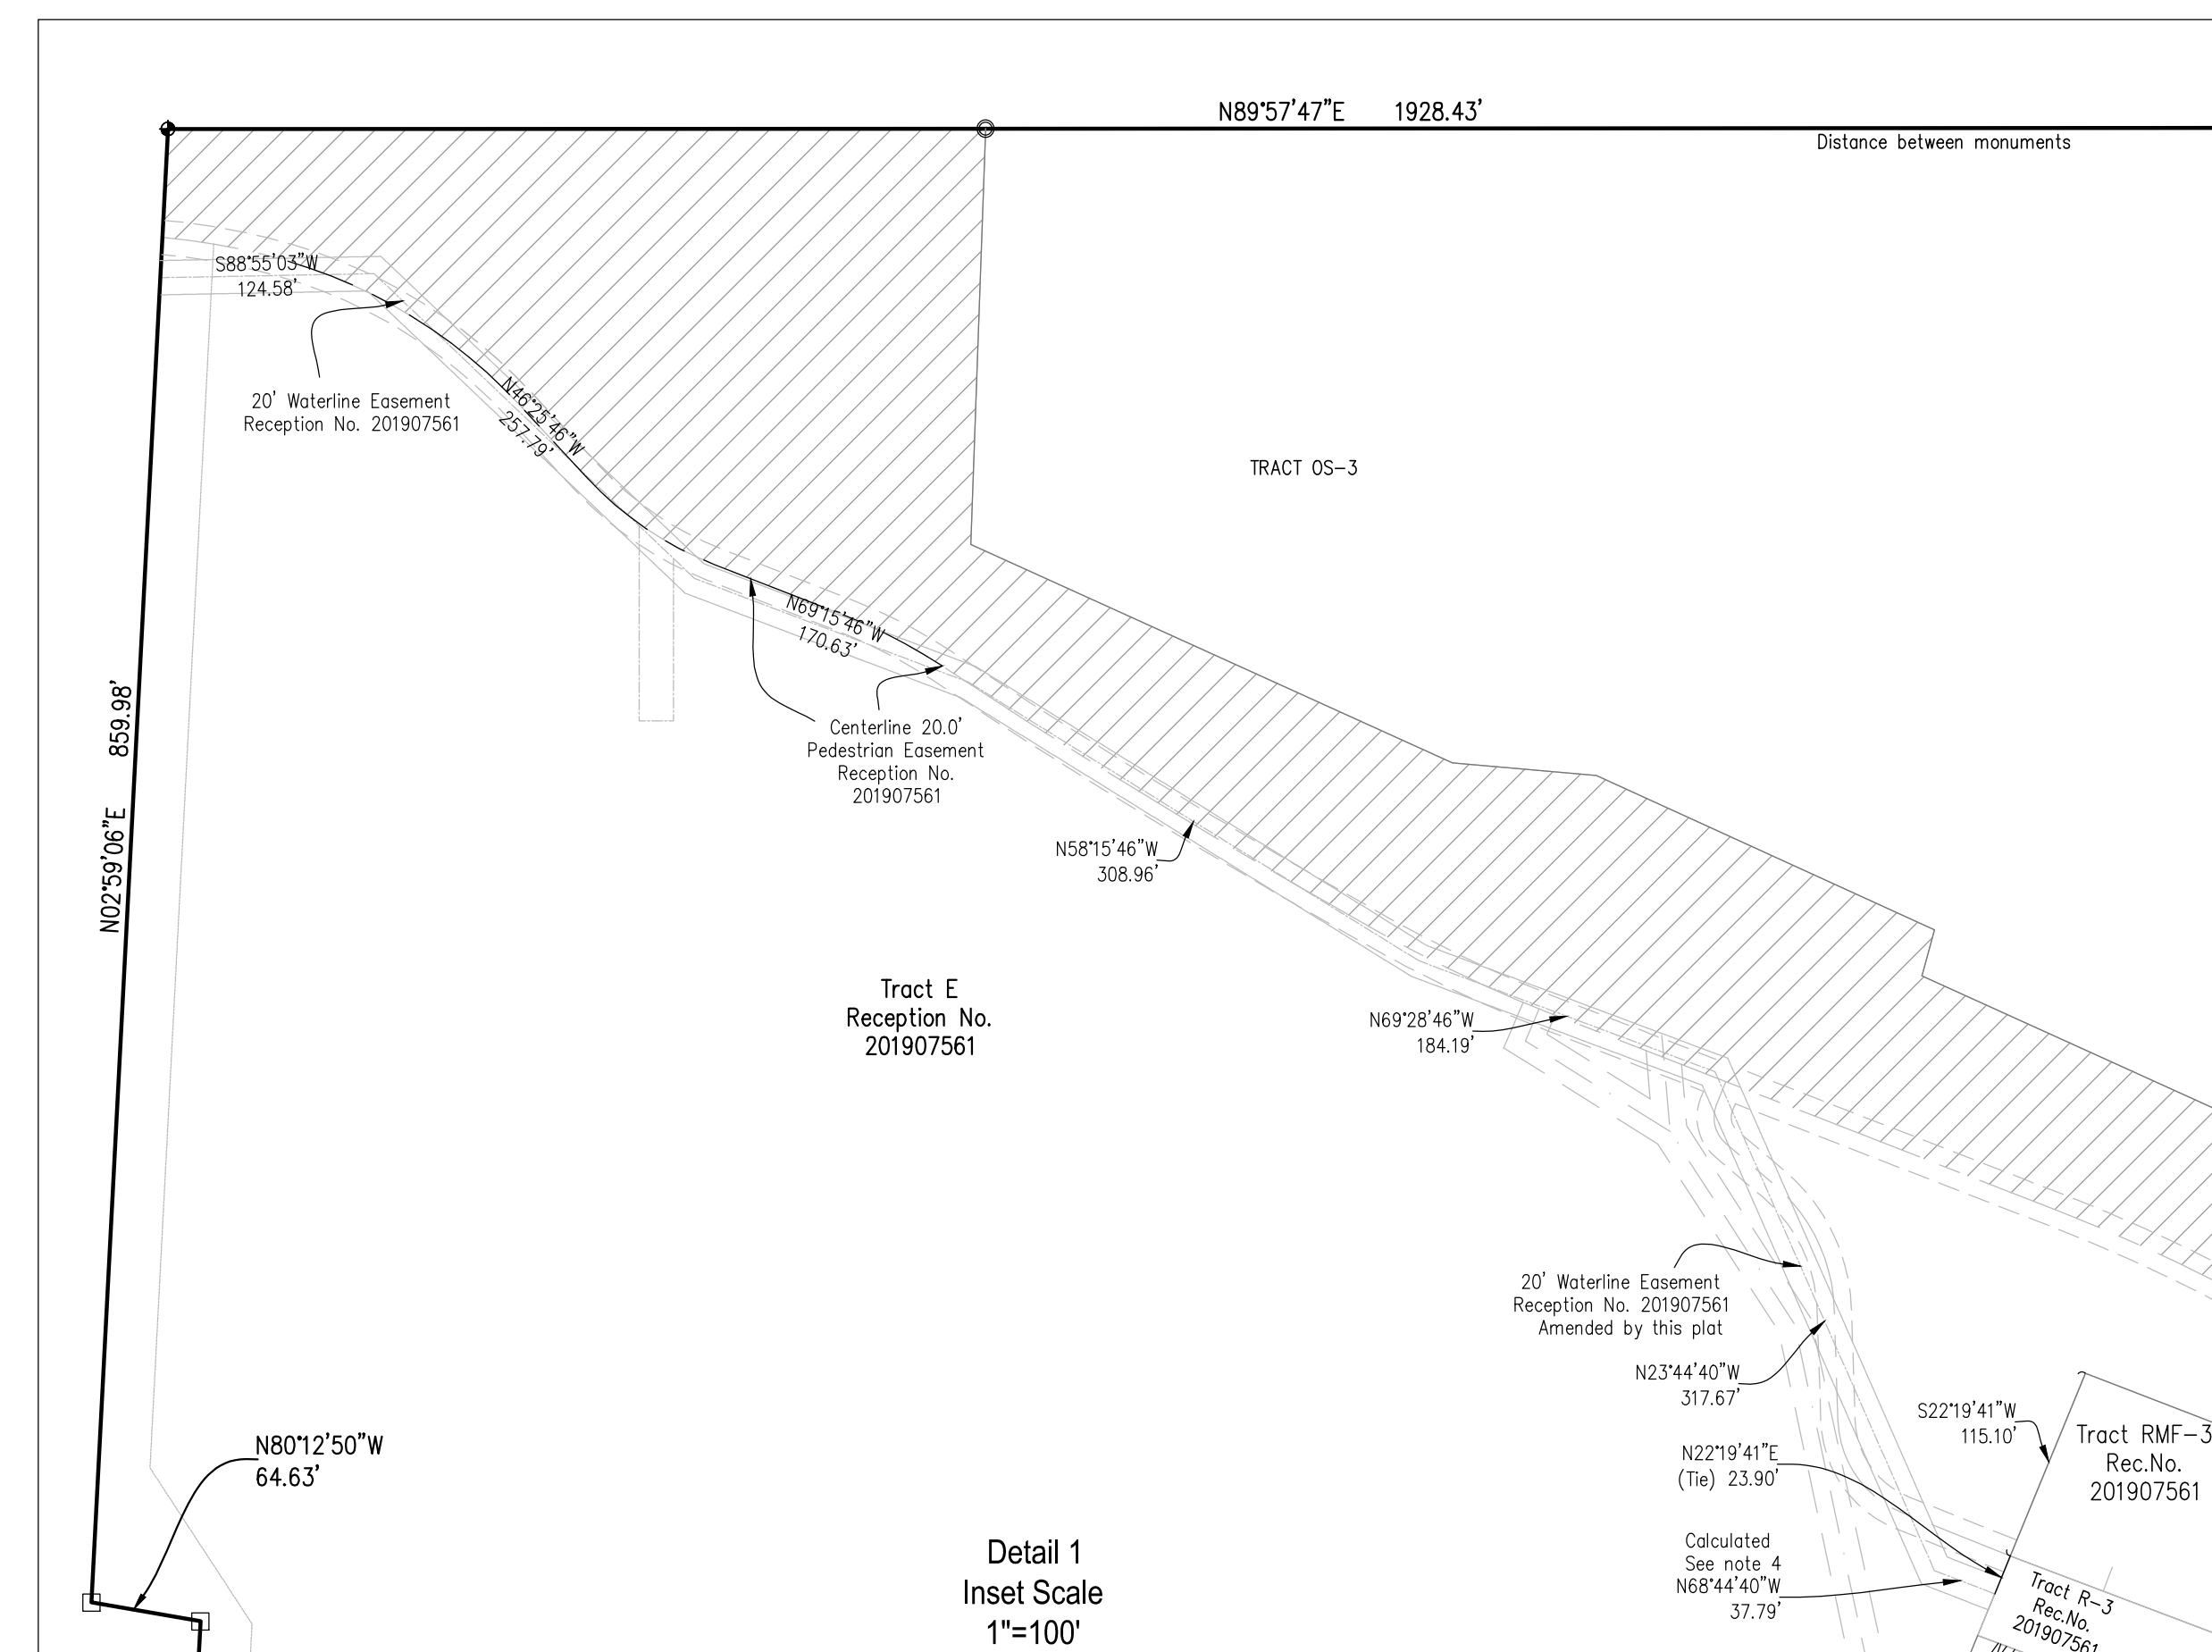 N89°57'47"E 1928.43'
Distance between monuments
S88°55'03"W
124.58'
20' Waterline Easement
Reception No. 201907561
N46°25'46"W
257.79'
TRACT OS-3
N69°15'46"W
170.63'
Centerline 20.0'
Pedestrian Easement
Reception No.
201907561
N02°59'06"E 859.98'
N58°15'46"W
308.96'
Tract E
Reception No.
201907561
N69°28'46"W
184.19'
20' Waterline Easement
Reception No. 201907561
Amended by this plat
N23°44'40"W
317.67'
S22°19'41"W
115.10'
Tract RMF-3
Rec.No.
201907561
N80°12'50"W
64.63'
N22°19'41"E
(Tie) 23.90'
Calculated
See note 4
N68°44'40"W
37.79'
Tract R-3
Rec.No.
201907561
Detail 1
Inset Scale
1"=100'